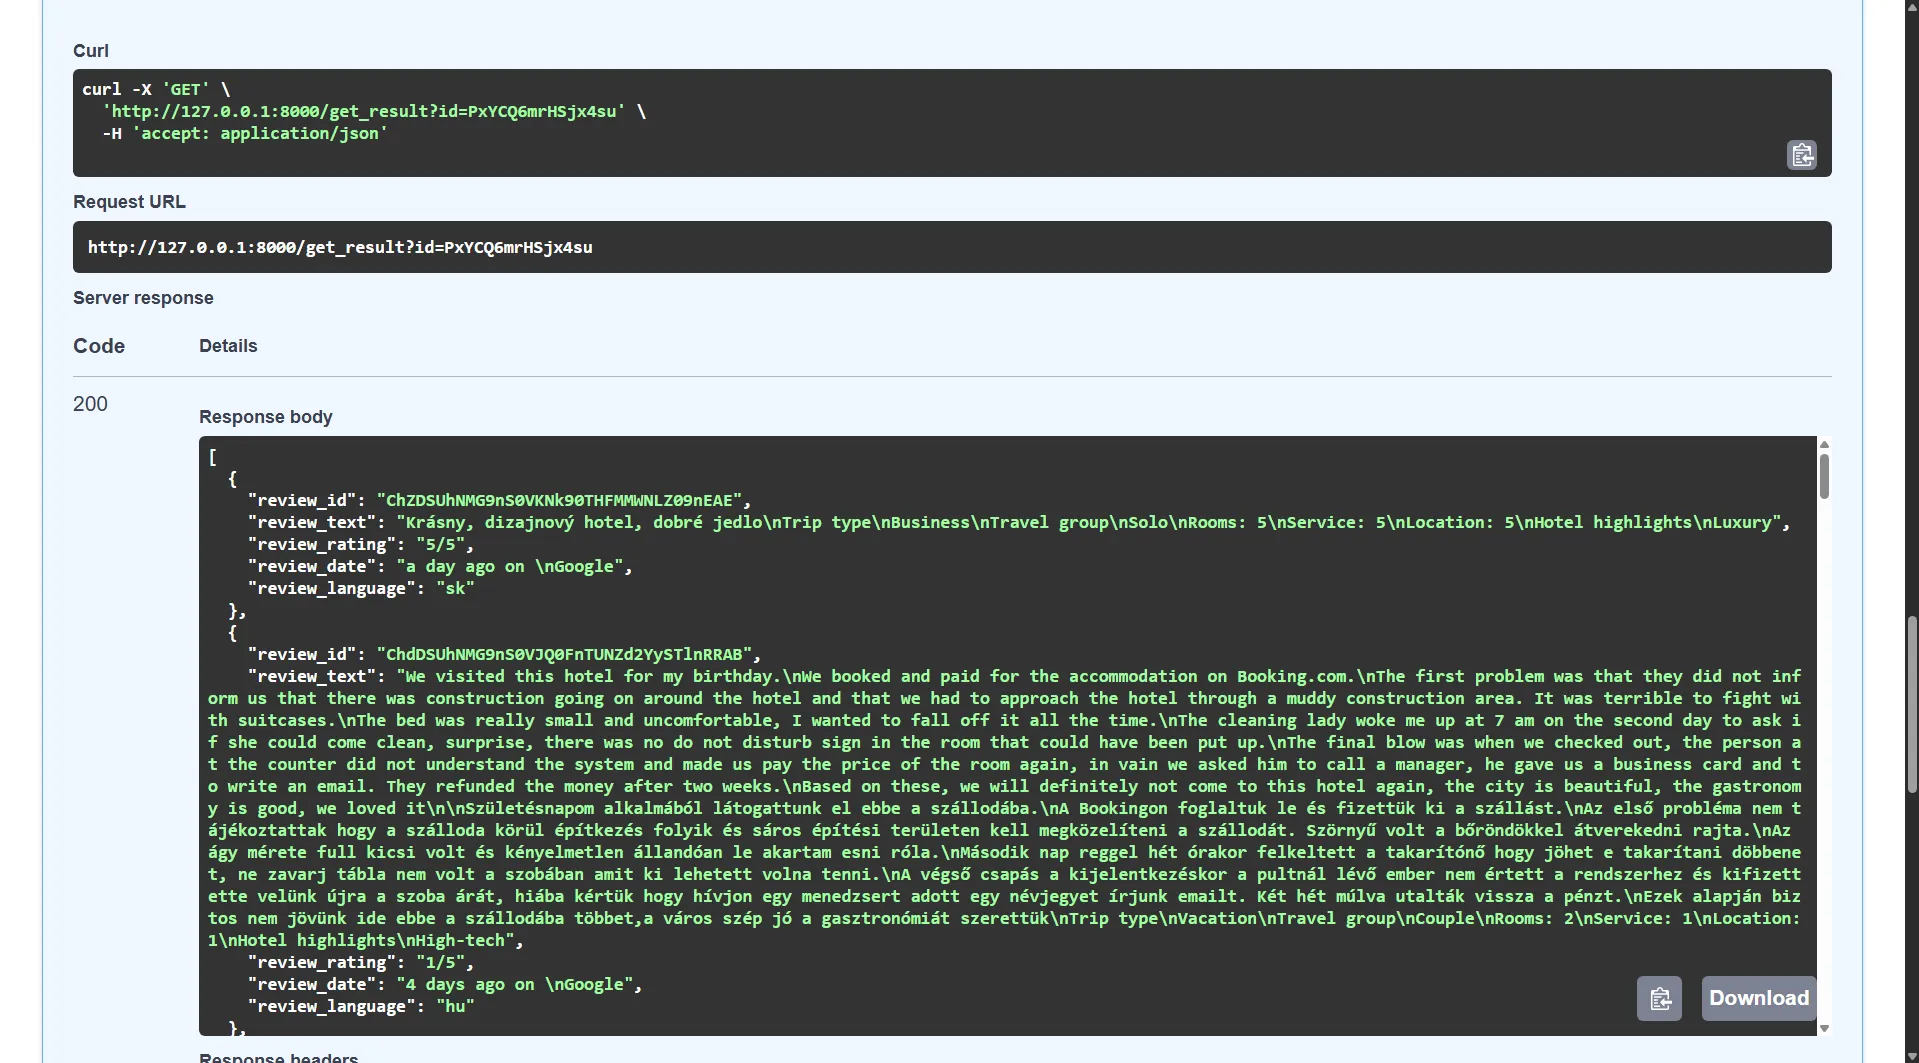 Curl
curl -X 'GET' \
  'http://127.0.0.1:8000/get_result?id=PxYCQ6mrHSjx4su' \
  -H 'accept: application/json'
Request URL
http://127.0.0.1:8000/get_result?id=PxYCQ6mrHSjx4su
Server response
Code Details
200
Response body
[
  {
    "review_id": "ChZDSUhNMG9nS0VKNk90THFMMWNLZ09nEAE",
    "review_text": "Krásny, dizajnový hotel, dobré jedlo\nTrip type\nBusiness\nTravel group\nSolo\nRooms: 5\nService: 5\nLocation: 5\nHotel highlights\nLuxury",
    "review_rating": "5/5",
    "review_date": "a day ago on \nGoogle",
    "review_language": "sk"
  },
  {
    "review_id": "ChdDSUhNMG9nS0VJQ0FnTUNZd2YySTlnRRAB",
    "review_text": "We visited this hotel for my birthday.\nWe booked and paid for the accommodation on Booking.com.\nThe first problem was that they did not inf
orm us that there was construction going on around the hotel and that we had to approach the hotel through a muddy construction area. It was terrible to fight wi
th suitcases.\nThe bed was really small and uncomfortable, I wanted to fall off it all the time.\nThe cleaning lady woke me up at 7 am on the second day to ask i
f she could come clean, surprise, there was no do not disturb sign in the room that could have been put up.\nThe final blow was when we checked out, the person a
t the counter did not understand the system and made us pay the price of the room again, in vain we asked him to call a manager, he gave us a business card and t
o write an email. They refunded the money after two weeks.\nBased on these, we will definitely not come to this hotel again, the city is beautiful, the gastronom
y is good, we loved it\n\nSzületésnapom alkalmából látogattunk el ebbe a szállodába.\nA Bookingon foglaltuk le és fizettük ki a szállást.\nAz első probléma nem t
ájékoztattak hogy a szálloda körül építkezés folyik és sáros építési területen kell megközelíteni a szállodát. Szörnyű volt a bőröndökkel átverekedni rajta.\nAz
ágy mérete full kicsi volt és kényelmetlen állandóan le akartam esni róla.\nMásodik nap reggel hét órakor felkeltett a takarítónő hogy jöhet e takarítani döbbene
t, ne zavarj tábla nem volt a szobában amit ki lehetett volna tenni.\nA végső csapás a kijelentkezéskor a pultnál lévő ember nem értett a rendszerhez és kifizett
ette velünk újra a szoba árát, hiába kértük hogy hívjon egy menedzsert adott egy névjegyet írjunk emailt. Két hét múlva utalták vissza a pénzt.\nEzek alapján biz
tos nem jövünk ide ebbe a szállodába többet,a város szép jó a gasztronómiát szerettük\nTrip type\nVacation\nTravel group\nCouple\nRooms: 2\nService: 1\nLocation:
1\nHotel highlights\nHigh-tech",
    "review_rating": "1/5",
    "review_date": "4 days ago on \nGoogle",
    "review_language": "hu"
  },
Download
Response headers